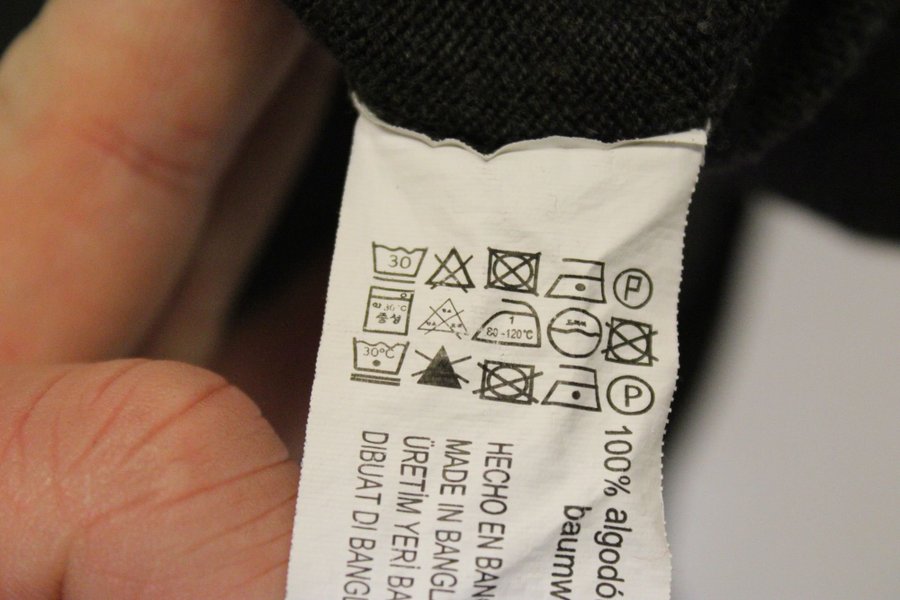 30
P
1
80-120℃
30°C
P
100% algodó
baumw
HECHO EN BANG
MADE IN BANGL
ÜRETİM YERİ BA
DIBUAT DI BANGL